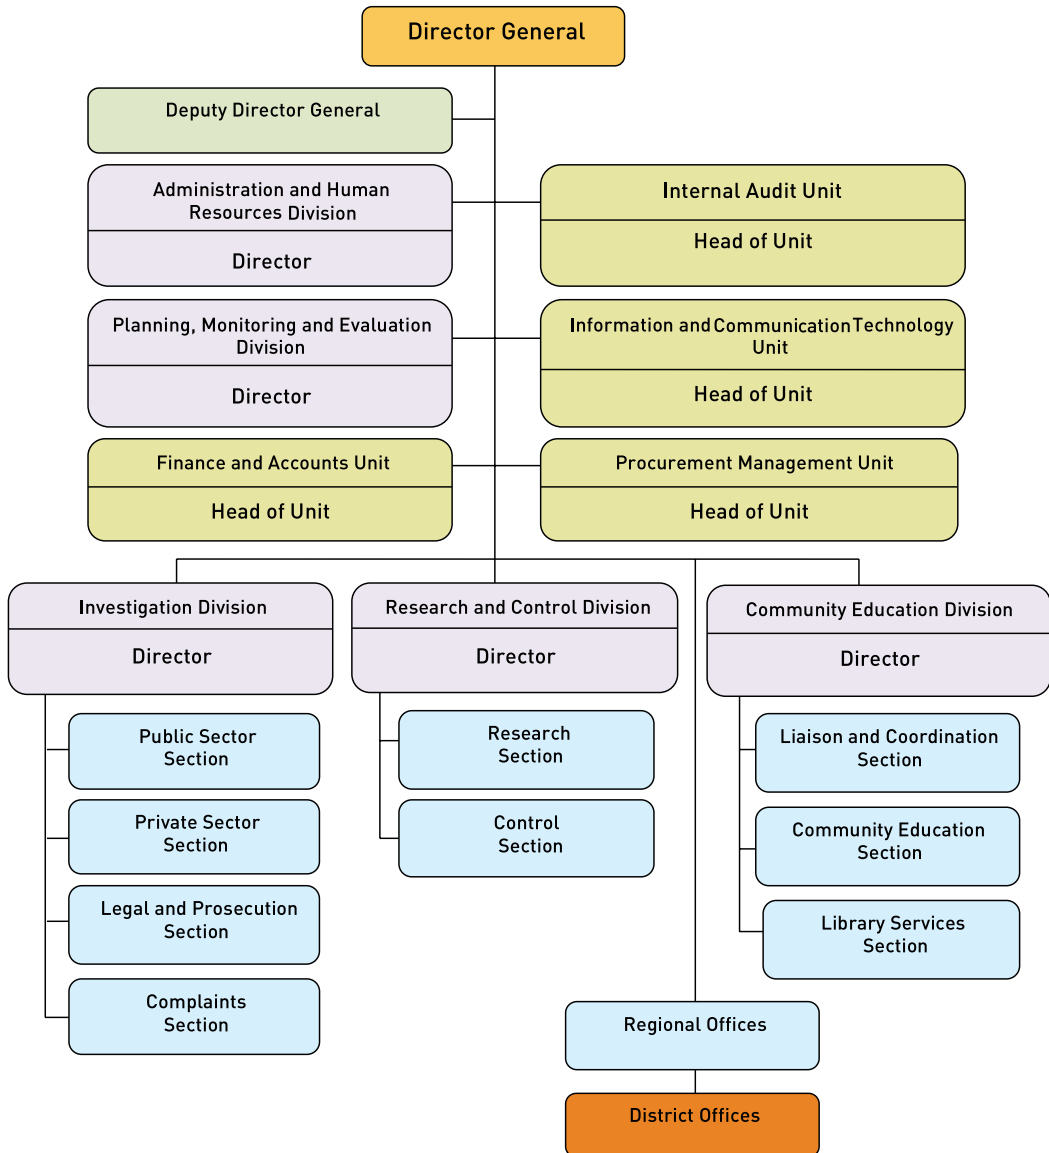 Director General
Deputy Director General
Administration and Human
Resources Division
Director
Internal Audit Unit
Head of Unit
Planning, Monitoring and Evaluation
Division
Director
Information and Communication Technology
Unit
Head of Unit
Finance and Accounts Unit
Head of Unit
Procurement Management Unit
Head of Unit
Investigation Division
Director
Research and Control Division
Director
Community Education Division
Director
Public Sector
Section
Private Sector
Section
Legal and Prosecution
Section
Complaints
Section
Research
Section
Control
Section
Liaison and Coordination
Section
Community Education
Section
Library Services
Section
Regional Offices
District Offices